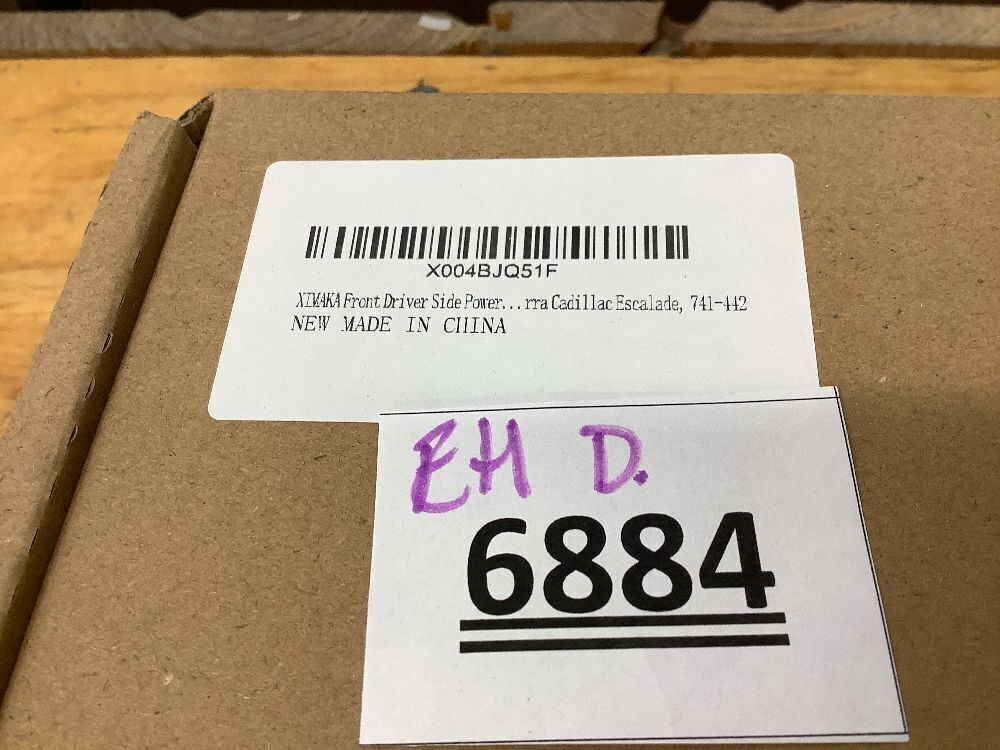 X004BJQ51F
XIMAKA Front Driver Side Power...rra Cadillac Escalade, 741-442
NEW MADE IN CHINA
EH D.
6884